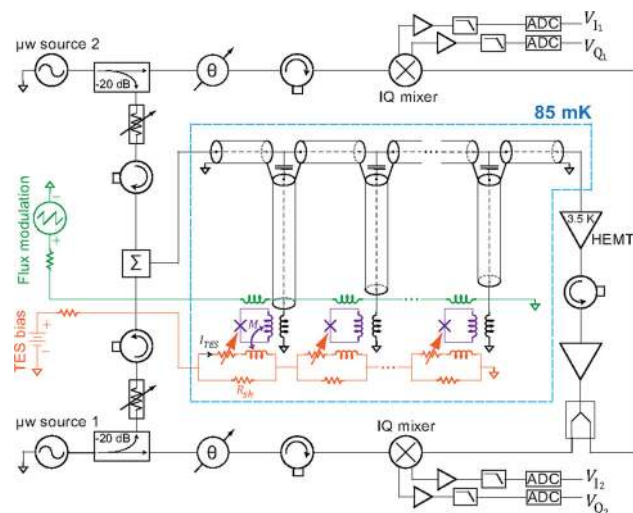 μw source 2
-20 dB
θ
IQ mixer
ADC
V_I₁
ADC
V_Q₁
85 mK
3.5 K
HEMT
Flux modulation
Σ
TES bias
M
I_TES
R_sh
μw source 1
-20 dB
θ
IQ mixer
ADC
V_I₂
ADC
V_Q₂